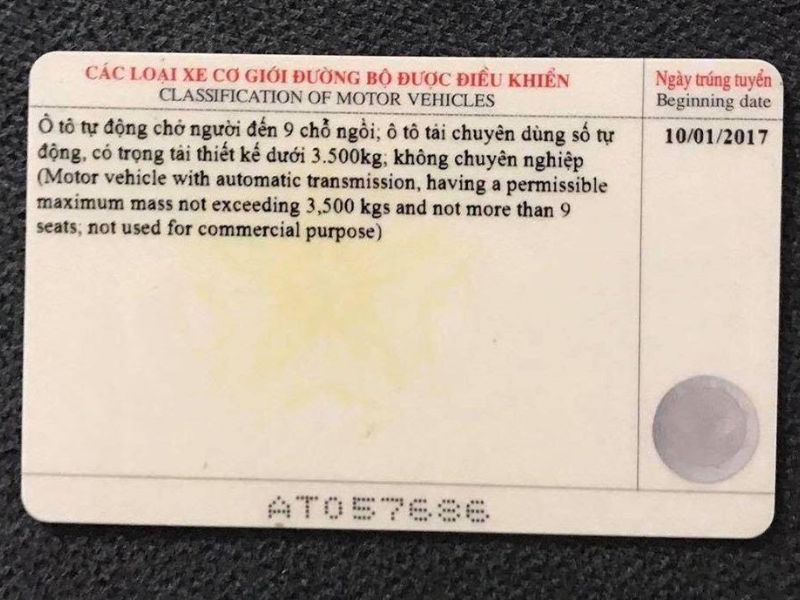 CÁC LOẠI XE CƠ GIỚI ĐƯỜNG BỘ ĐƯỢC ĐIỀU KHIỂN
CLASSIFICATION OF MOTOR VEHICLES
Ngày trúng tuyển
Beginning date
Ô tô tự động chở người đến 9 chỗ ngồi; ô tô tải chuyên dùng số tự
động, có trọng tải thiết kế dưới 3.500kg; không chuyên nghiệp
(Motor vehicle with automatic transmission, having a permissible
maximum mass not exceeding 3,500 kgs and not more than 9
seats; not used for commercial purpose)
10/01/2017
AT057686